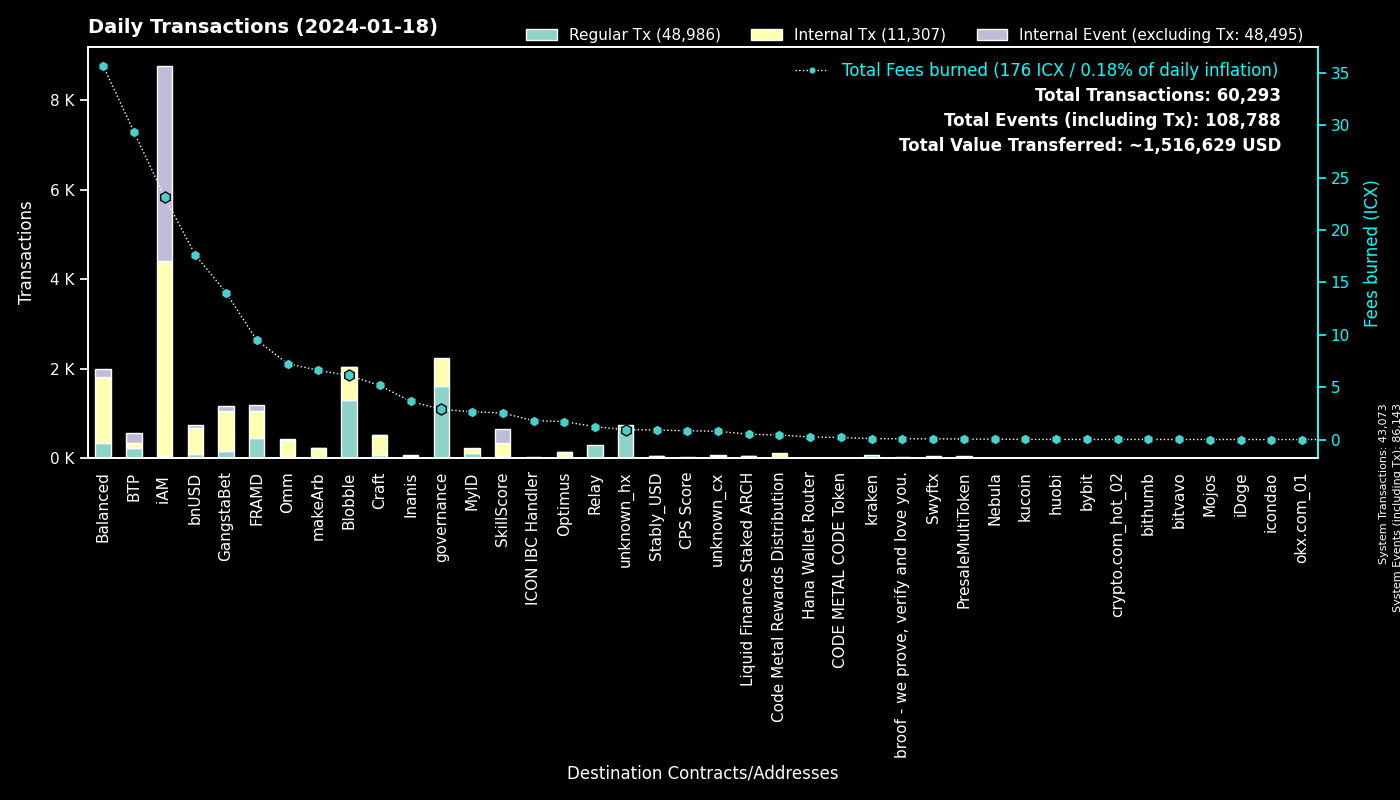 Daily Transactions (2024-01-18)
Regular Tx (48,986)
Internal Tx (11,307)
Internal Event (excluding Tx: 48,495)
Total Fees burned (176 ICX / 0.18% of daily inflation)
Total Transactions: 60,293
Total Events (including Tx): 108,788
Total Value Transferred: ~1,516,629 USD
Transactions
8 K
6 K
4 K
2 K
0 K
35
30
25
20
15
10
5
0
Fees burned (ICX)
System Transactions: 43,073
System Events (including Tx): 86,143
Balanced
BTP
iAM
bnUSD
GangstaBet
FRAMD
Omm
makeArb
Blobble
Craft
Inanis
governance
MyID
SkillScore
ICON IBC Handler
Optimus
Relay
unknown_hx
Stably_USD
CPS Score
unknown_cx
Liquid Finance Staked ARCH
Code Metal Rewards Distribution
Hana Wallet Router
CODE METAL CODE Token
kraken
broof - we prove, verify and love you.
Swyftx
PresaleMultiToken
Nebula
kucoin
huobi
bybit
crypto.com_hot_02
bithumb
bitvavo
Mojos
iDoge
icondao
okx.com_01
Destination Contracts/Addresses